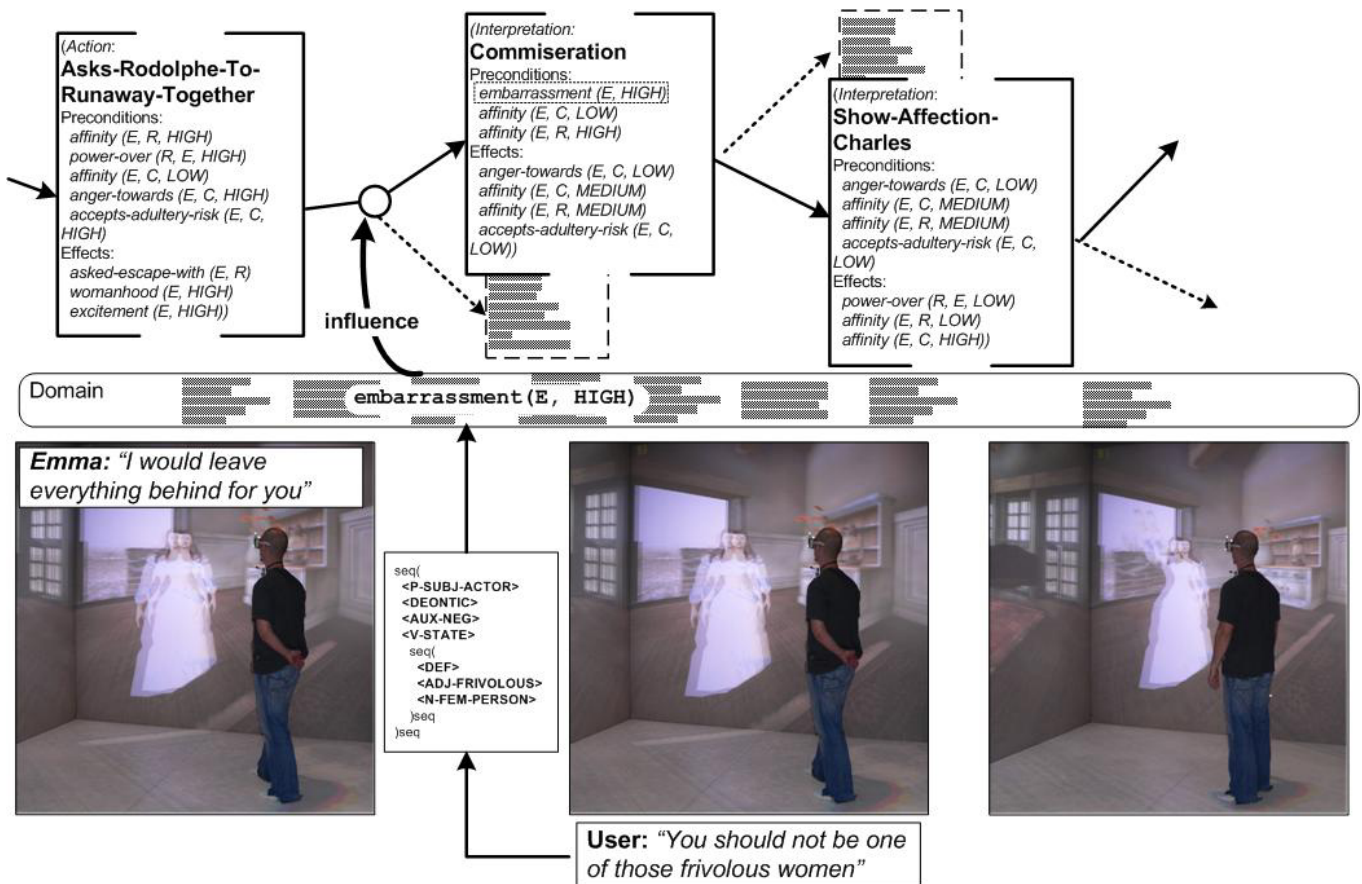 (Action:
Asks-Rodolphe-To-
Runaway-Together
Preconditions:
affinity (E, R, HIGH)
power-over (R, E, HIGH)
affinity (E, C, LOW)
anger-towards (E, C, HIGH)
accepts-adultery-risk (E, C,
HIGH)
Effects:
asked-escape-with (E, R)
womanhood (E, HIGH)
excitement (E, HIGH))
(Interpretation:
Commiseration
Preconditions:
embarrassment (E, HIGH)
affinity (E, C, LOW)
affinity (E, R, HIGH)
Effects:
anger-towards (E, C, LOW)
affinity (E, C, MEDIUM)
affinity (E, R, MEDIUM)
accepts-adultery-risk (E, C,
LOW))
(Interpretation:
Show-Affection-
Charles
Preconditions:
anger-towards (E, C, LOW)
affinity (E, C, MEDIUM)
affinity (E, R, MEDIUM)
accepts-adultery-risk (E, C,
LOW)
Effects:
power-over (R, E, LOW)
affinity (E, R, LOW)
affinity (E, C, HIGH))
influence
Domain
embarrassment(E, HIGH)
Emma: “I would leave
everything behind for you”
seq(
<P-SUBJ-ACTOR>
<DEONTIC>
<AUX-NEG>
<V-STATE>
seq(
<DEF>
<ADJ-FRIVOLOUS>
<N-FEM-PERSON>
)seq
)seq
User: “You should not be one
of those frivolous women”